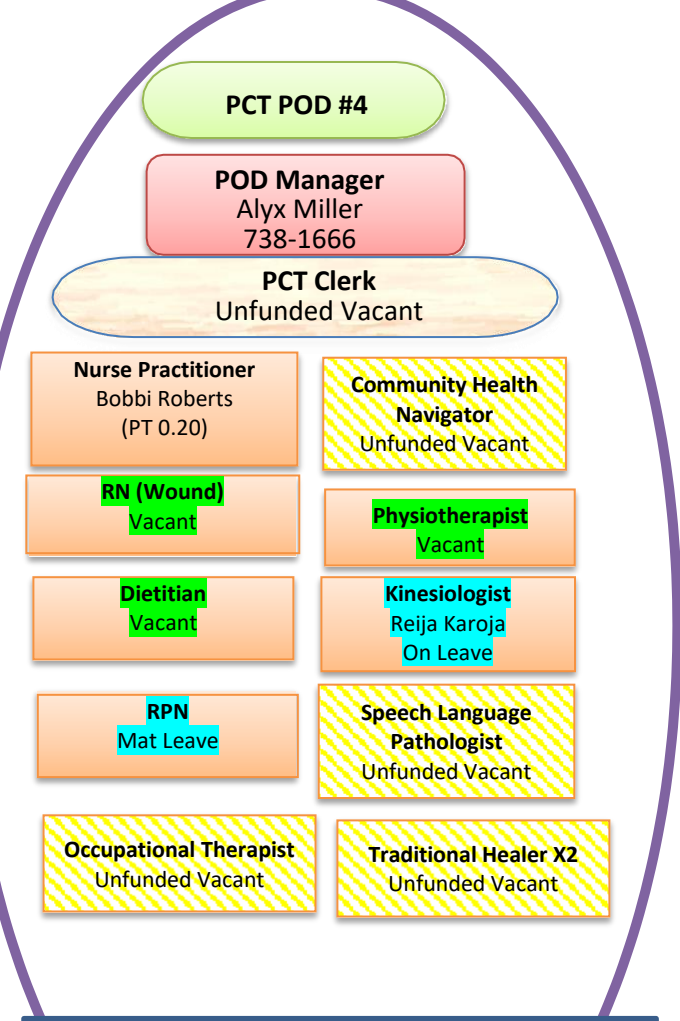 PCT POD #4
POD Manager
Alyx Miller
738-1666
PCT Clerk
Unfunded Vacant
Nurse Practitioner
Bobbi Roberts
(PT 0.20)
Community Health
Navigator
Unfunded Vacant
RN (Wound)
Vacant
Physiotherapist
Vacant
Dietitian
Vacant
Kinesiologist
Reija Karoja
On Leave
RPN
Mat Leave
Speech Language
Pathologist
Unfunded Vacant
Occupational Therapist
Unfunded Vacant
Traditional Healer X2
Unfunded Vacant